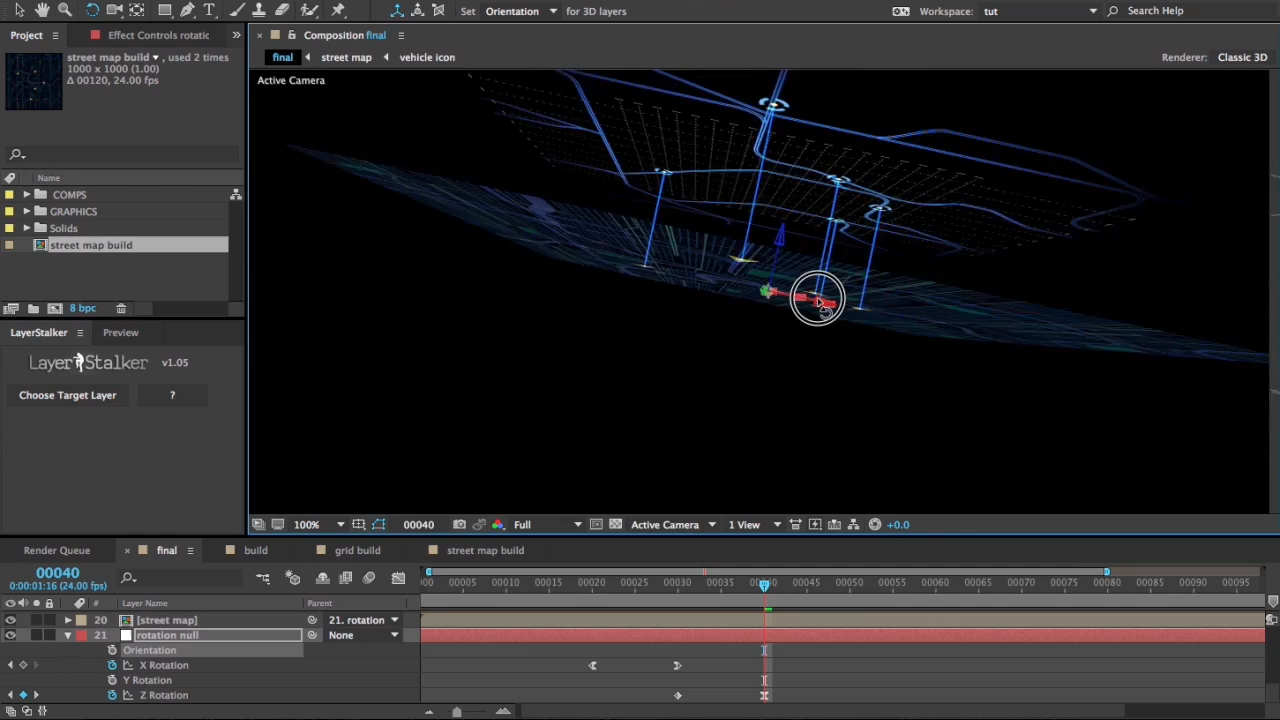 Set Orientation for 3D layers Workspace: tut Search Help
Project Effect Controls rotatic Composition final
street map build , used 2 times
1000 x 1000 (1.00)
Δ 00120, 24.00 fps
final street map vehicle icon Renderer: Classic 3D
Active Camera
Name
COMPS
GRAPHICS
Solids
street map build
8 bpc
LayerStalker Preview
Layer Stalker v1.05
Choose Target Layer ?
100% 00040 Full Active Camera 1 View +0.0
Render Queue final build grid build street map build
00040
0:00:01:16 (24.00 fps)
00005 00010 00015 00020 00025 00030 00045 00050 00055 00060 00065 00070 00075 00080 00085 00090 00095
# Layer Name Parent
20 [street map] 21. rotation
21 rotation null None
Orientation
X Rotation
Y Rotation
Z Rotation